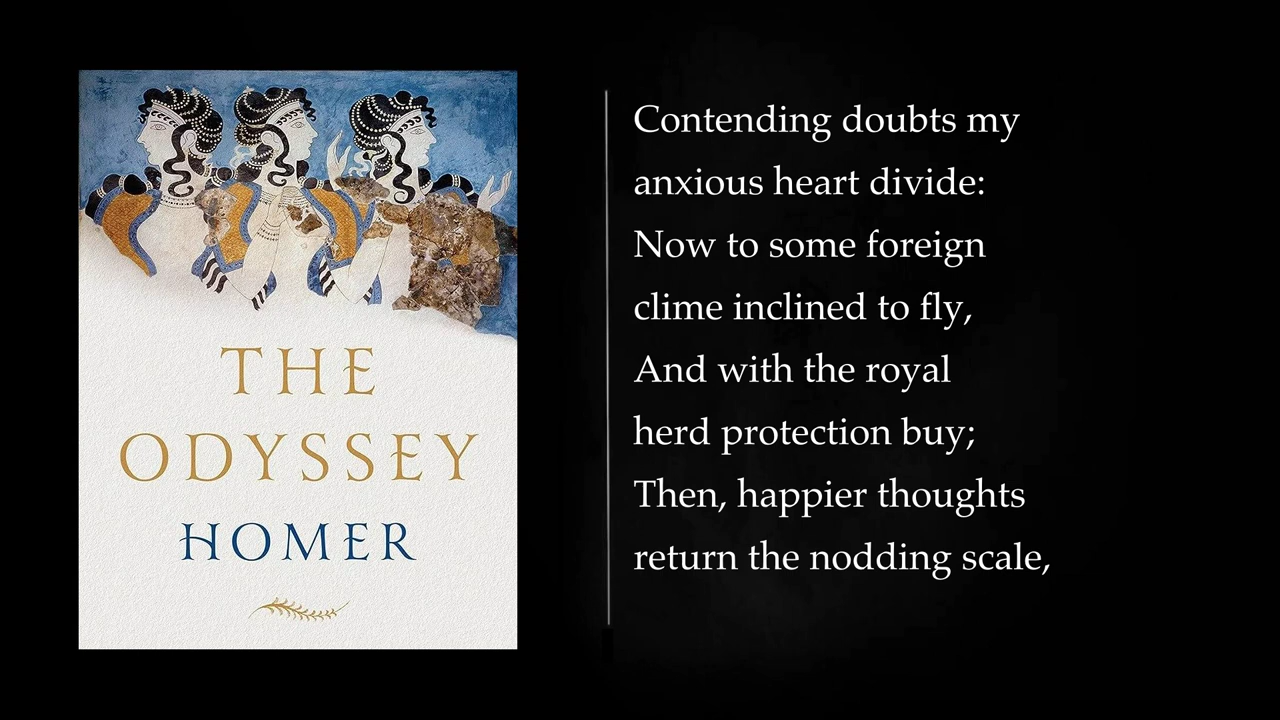 THE
ODYSSEY
HOMER
Contending doubts my
anxious heart divide:
Now to some foreign
clime inclined to fly,
And with the royal
herd protection buy;
Then, happier thoughts
return the nodding scale,